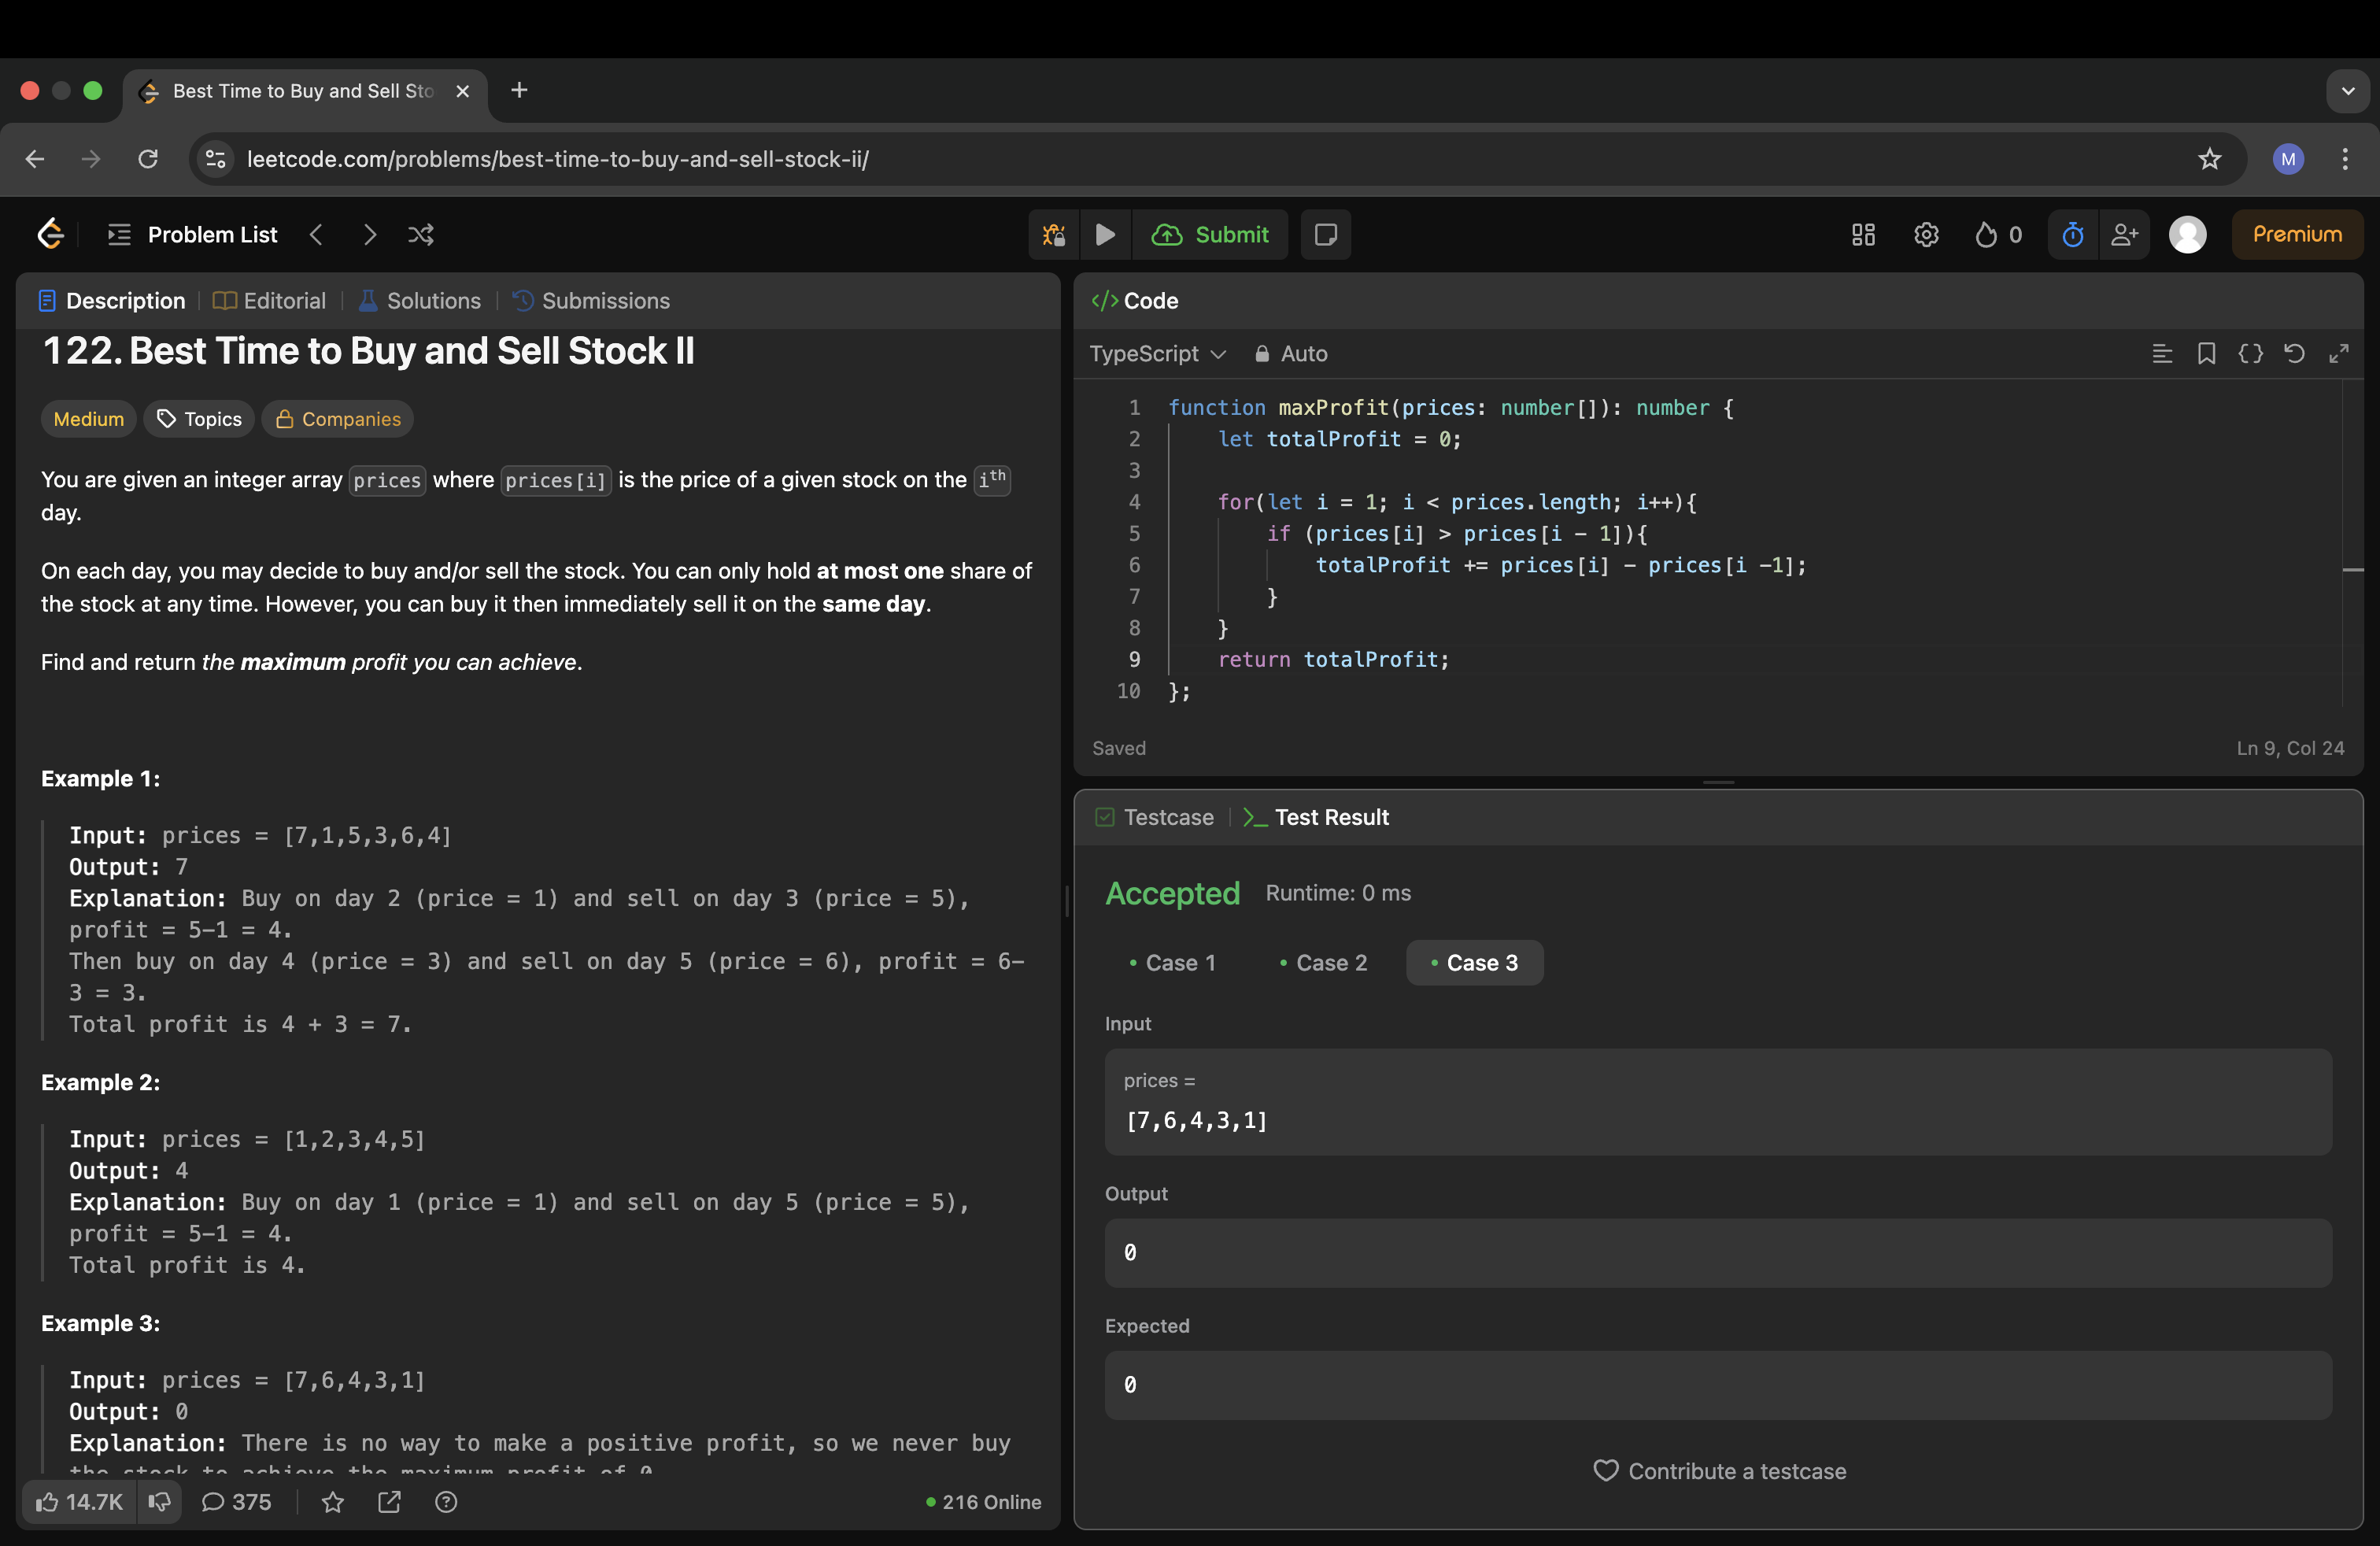 Best Time to Buy and Sell Sto
leetcode.com/problems/best-time-to-buy-and-sell-stock-ii/
M
Problem List
Submit
0
Premium
Description
Editorial
Solutions
Submissions
122. Best Time to Buy and Sell Stock II
Medium
Topics
Companies
You are given an integer array prices where prices[i] is the price of a given stock on the ith
day.
On each day, you may decide to buy and/or sell the stock. You can only hold at most one share of
the stock at any time. However, you can buy it then immediately sell it on the same day.
Find and return the maximum profit you can achieve.
Example 1:
Input: prices = [7,1,5,3,6,4]
Output: 7
Explanation: Buy on day 2 (price = 1) and sell on day 3 (price = 5),
profit = 5-1 = 4.
Then buy on day 4 (price = 3) and sell on day 5 (price = 6), profit = 6-
3 = 3.
Total profit is 4 + 3 = 7.
Example 2:
Input: prices = [1,2,3,4,5]
Output: 4
Explanation: Buy on day 1 (price = 1) and sell on day 5 (price = 5),
profit = 5-1 = 4.
Total profit is 4.
Example 3:
Input: prices = [7,6,4,3,1]
Output: 0
Explanation: There is no way to make a positive profit, so we never buy
the stock to achieve the maximum profit of 0.
14.7K
375
216 Online
</> Code
TypeScript
Auto
1 function maxProfit(prices: number[]): number {
2 let totalProfit = 0;
3
4 for(let i = 1; i < prices.length; i++){
5 if (prices[i] > prices[i - 1]){
6 totalProfit += prices[i] - prices[i -1];
7 }
8 }
9 return totalProfit;
10 };
Saved
Ln 9, Col 24
Testcase
Test Result
Accepted
Runtime: 0 ms
Case 1
Case 2
Case 3
Input
prices =
[7,6,4,3,1]
Output
0
Expected
0
Contribute a testcase